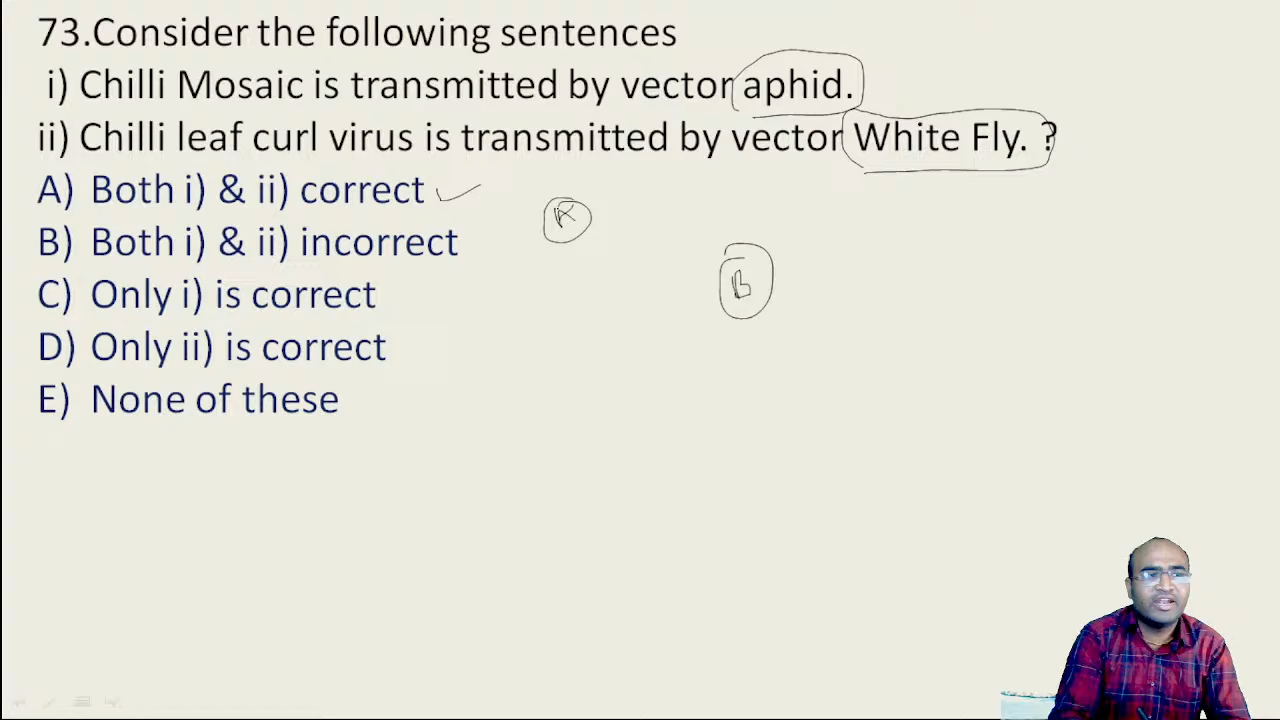 73.Consider the following sentences
i) Chilli Mosaic is transmitted by vector aphid.
ii) Chilli leaf curl virus is transmitted by vector White Fly. ?
A) Both i) & ii) correct
B) Both i) & ii) incorrect
C) Only i) is correct
D) Only ii) is correct
E) None of these
A
B